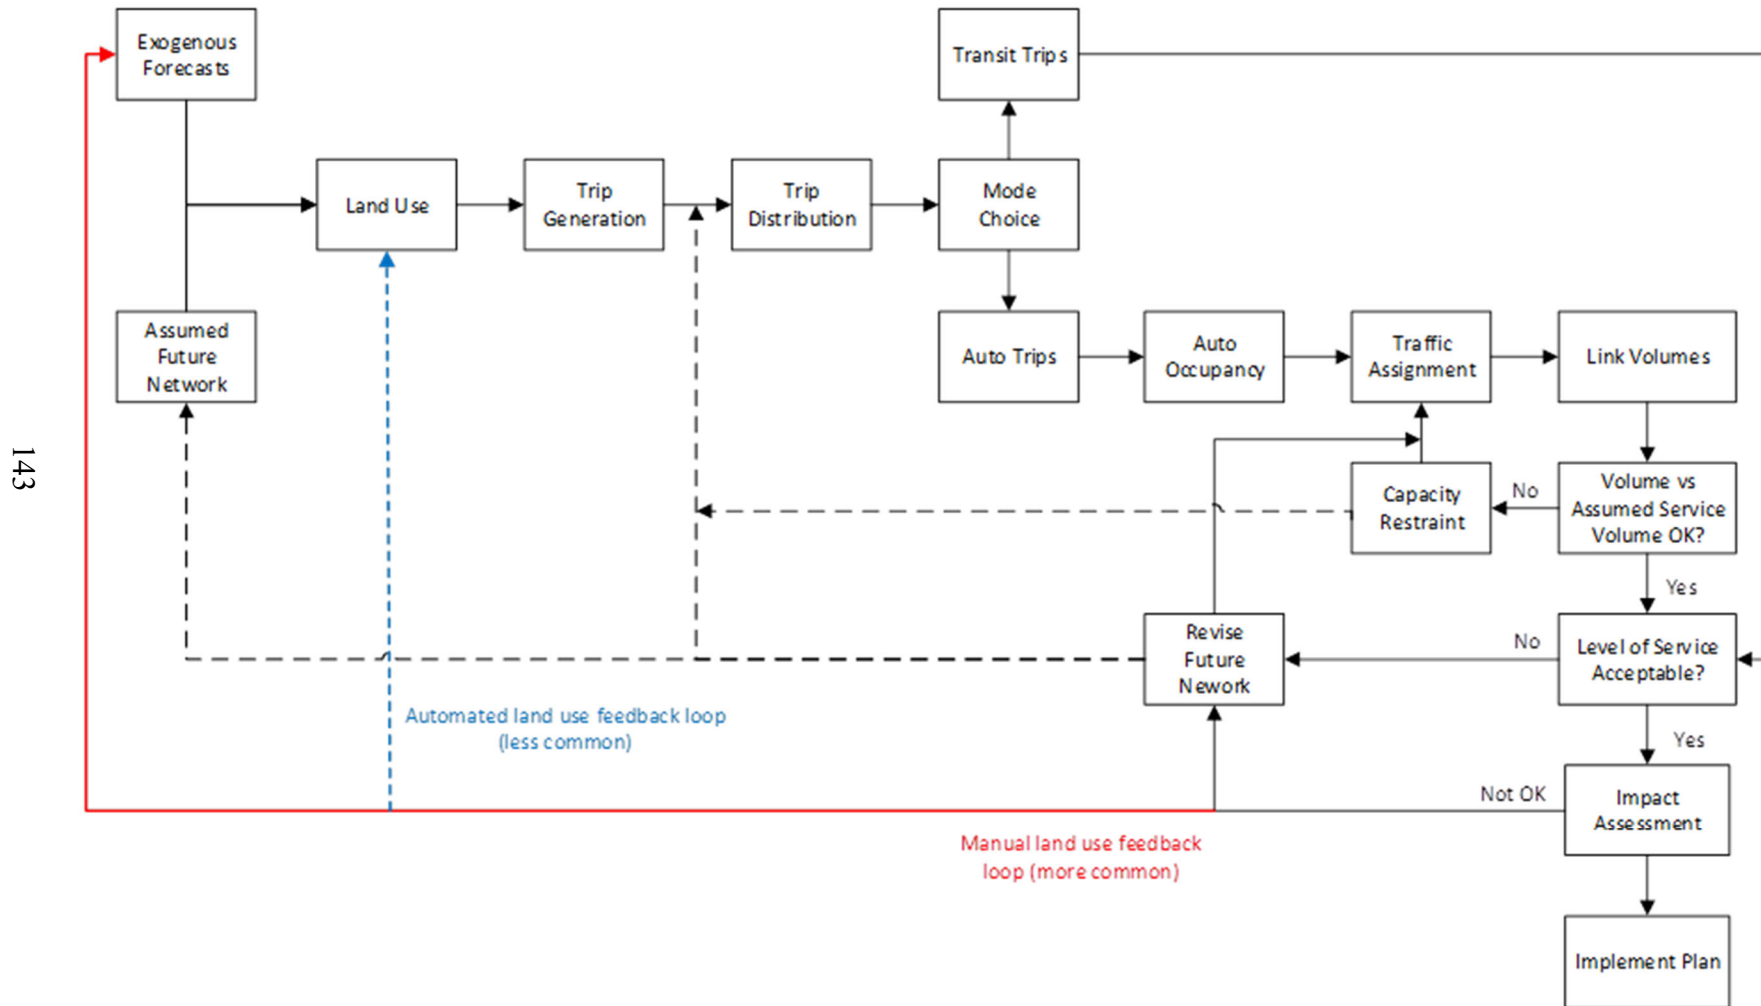 Exogenous
Forecasts
Transit Trips
Land Use
Trip
Generation
Trip
Distribution
Mode
Choice
Assumed
Future
Network
Auto Trips
Auto
Occupancy
Traffic
Assignment
Link Volumes
143
Capacity
Restraint
No
Volume vs
Assumed Service
Volume OK?
Yes
Revise
Future
Nework
No
Level of Service
Acceptable?
Automated land use feedback loop
(less common)
Yes
Not OK
Impact
Assessment
Manual land use feedback
loop (more common)
Implement Plan